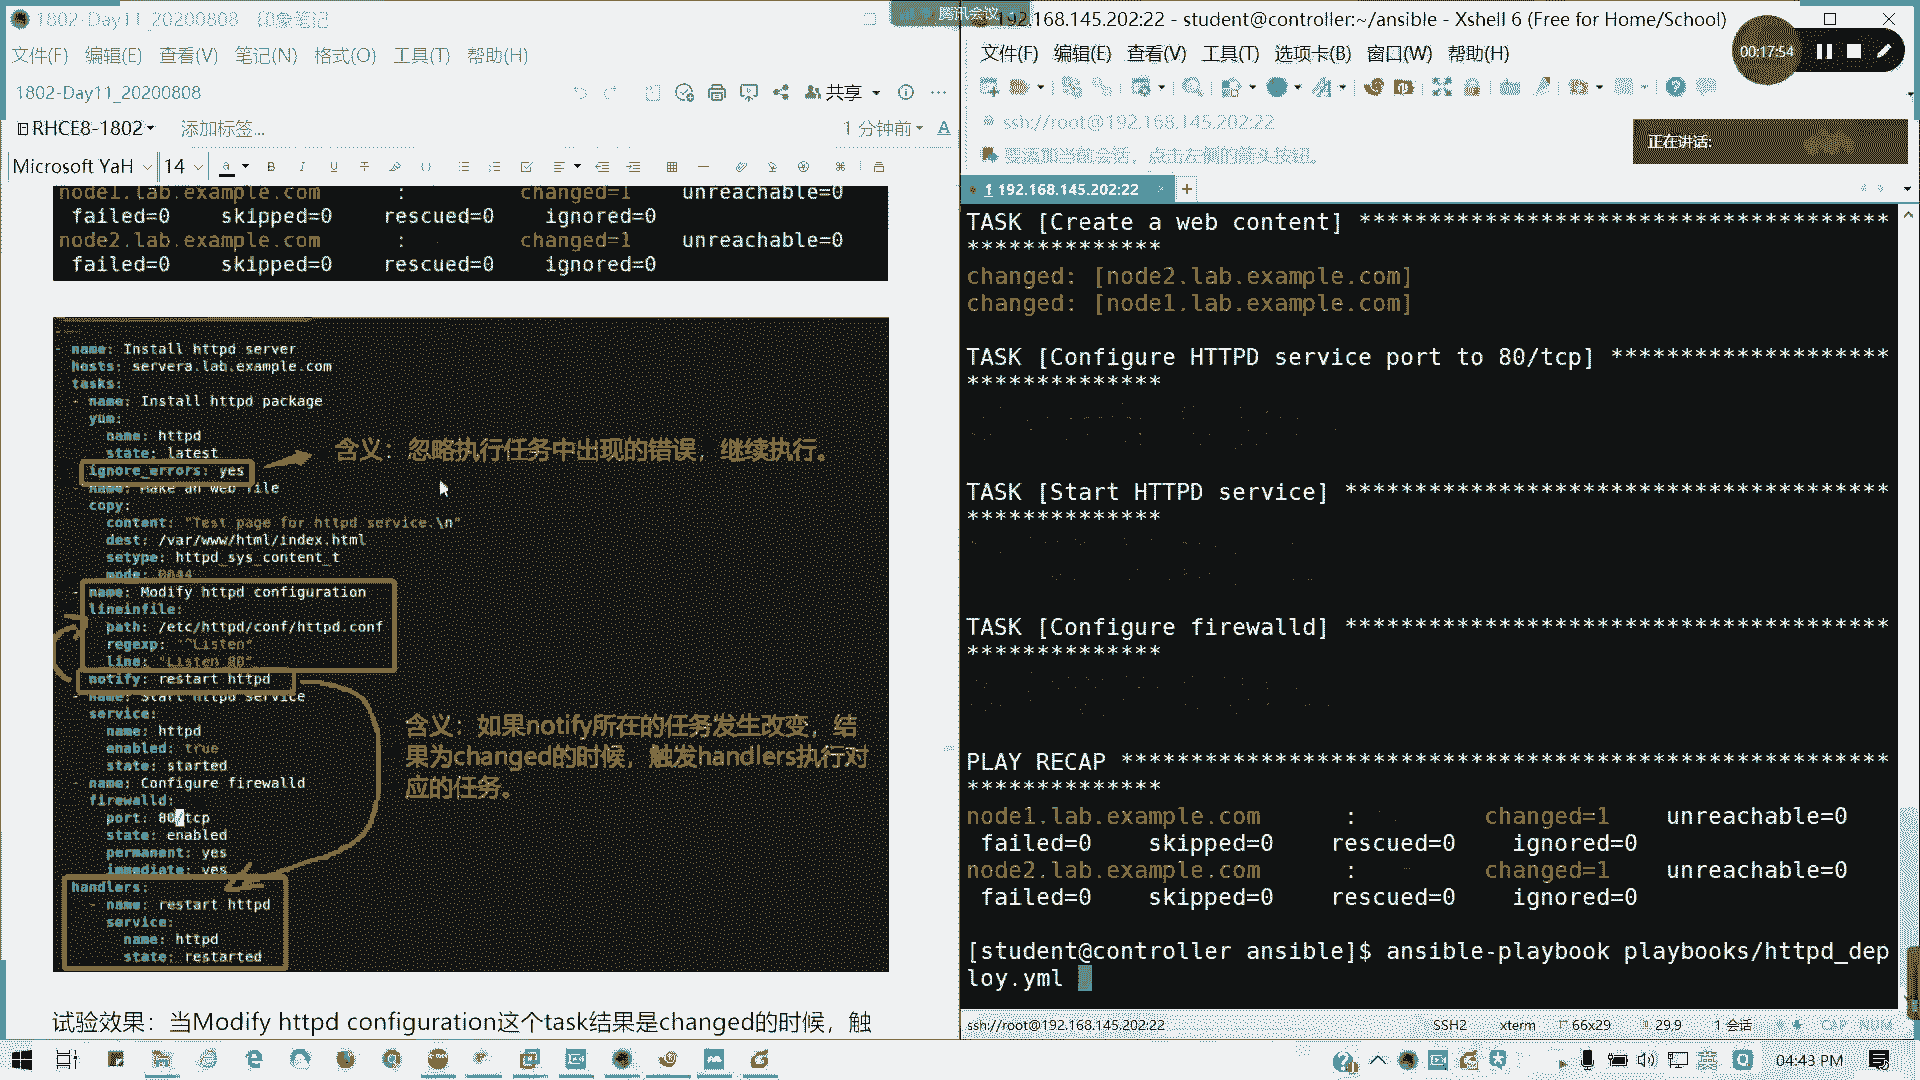 1802-Day11_20200808 - 印象笔记
文件(F) 编辑(E) 查看(V) 笔记(N) 格式(O) 工具(T) 帮助(H)
1802-Day11_20200808
共享
RHCE8-1802
添加标签...
1 分钟前
Microsoft YaH 14
node1.lab.example.com : changed=1 unreachable=0
failed=0 skipped=0 rescued=0 ignored=0
node2.lab.example.com : changed=1 unreachable=0
failed=0 skipped=0 rescued=0 ignored=0
- name: Install httpd server
hosts: servera.lab.example.com
tasks:
- name: Install httpd package
yum:
name: httpd
state: latest
ignore_errors: yes
含义：忽略执行任务中出现的错误，继续执行。
name: Make an web file
copy:
content: "Test page for httpd service.\n"
dest: /var/www/html/index.html
setype: httpd_sys_content_t
mode: 0644
- name: Modify httpd configuration
lineinfile:
path: /etc/httpd/conf/httpd.conf
regexp: "^Listen"
line: "Listen 80"
notify: restart httpd
- name: Start httpd service
service:
name: httpd
enabled: true
state: started
- name: Configure firewalld
firewalld:
port: 80/tcp
state: enabled
permanent: yes
immediate: yes
含义：如果notify所在的任务发生改变，结
果为changed的时候，触发handlers执行对
应的任务。
handlers:
- name: restart httpd
service:
name: httpd
state: restarted
试验效果：当Modify httpd configuration这个task结果是changed的时候，触
腾讯会议
192.168.145.202:22 - student@controller:~/ansible - Xshell 6 (Free for Home/School)
文件(F) 编辑(E) 查看(V) 工具(T) 选项卡(B) 窗口(W) 帮助(H)
00:17:54
ssh://root@192.168.145.202:22
要添加当前会话，点击左侧的箭头按钮。
正在讲话:
1 192.168.145.202:22
TASK [Create a web content] **************************************
**************
changed: [node2.lab.example.com]
changed: [node1.lab.example.com]
TASK [Configure HTTPD service port to 80/tcp] ********************
**************
TASK [Start HTTPD service] ***************************************
**************
TASK [Configure firewalld] ***************************************
**************
PLAY RECAP *******************************************************
**************
node1.lab.example.com : changed=1 unreachable=0
failed=0 skipped=0 rescued=0 ignored=0
node2.lab.example.com : changed=1 unreachable=0
failed=0 skipped=0 rescued=0 ignored=0
[student@controller ansible]$ ansible-playbook playbooks/httpd_dep
loy.yml
ssh://root@192.168.145.202:22 SSH2 xterm 66x29 29,9 1 会话 CAP NUM
04:43 PM